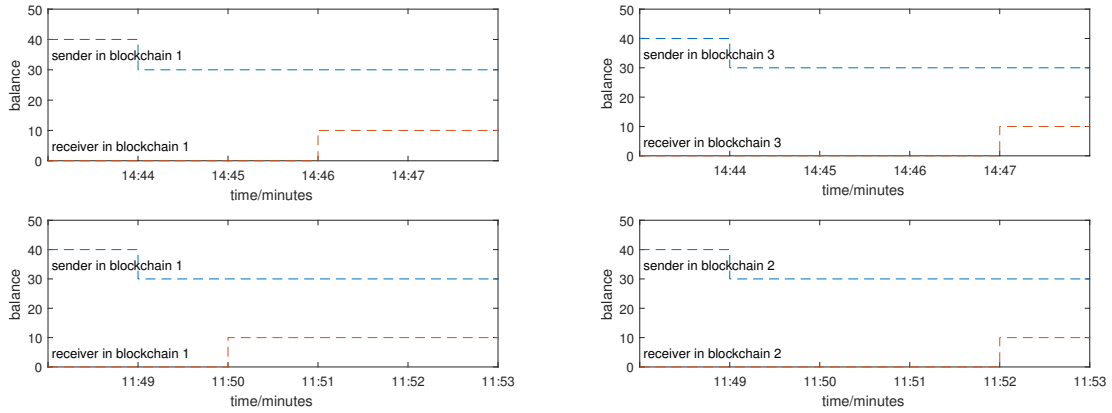 50
40
30
20
10
0
balance
sender in blockchain 1
receiver in blockchain 1
14:44 14:45 14:46 14:47
time/minutes
50
40
30
20
10
0
balance
sender in blockchain 3
receiver in blockchain 3
14:44 14:45 14:46 14:47
time/minutes
50
40
30
20
10
0
balance
sender in blockchain 1
receiver in blockchain 1
11:49 11:50 11:51 11:52 11:53
time/minutes
50
40
30
20
10
0
balance
sender in blockchain 2
receiver in blockchain 2
11:49 11:50 11:51 11:52 11:53
time/minutes